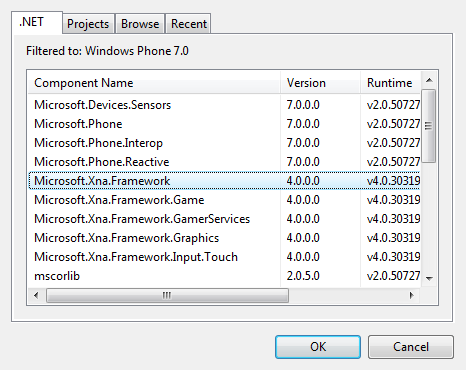 .NET Projects Browse Recent
Filtered to: Windows Phone 7.0
Component Name Version Runtime
Microsoft.Devices.Sensors 7.0.0.0 v2.0.50727
Microsoft.Phone 7.0.0.0 v2.0.50727
Microsoft.Phone.Interop 7.0.0.0 v2.0.50727
Microsoft.Phone.Reactive 7.0.0.0 v2.0.50727
Microsoft.Xna.Framework 4.0.0.0 v4.0.30319
Microsoft.Xna.Framework.Game 4.0.0.0 v4.0.30319
Microsoft.Xna.Framework.GamerServices 4.0.0.0 v4.0.30319
Microsoft.Xna.Framework.Graphics 4.0.0.0 v4.0.30319
Microsoft.Xna.Framework.Input.Touch 4.0.0.0 v4.0.30319
mscorlib 2.0.5.0 v2.0.50727
OK Cancel